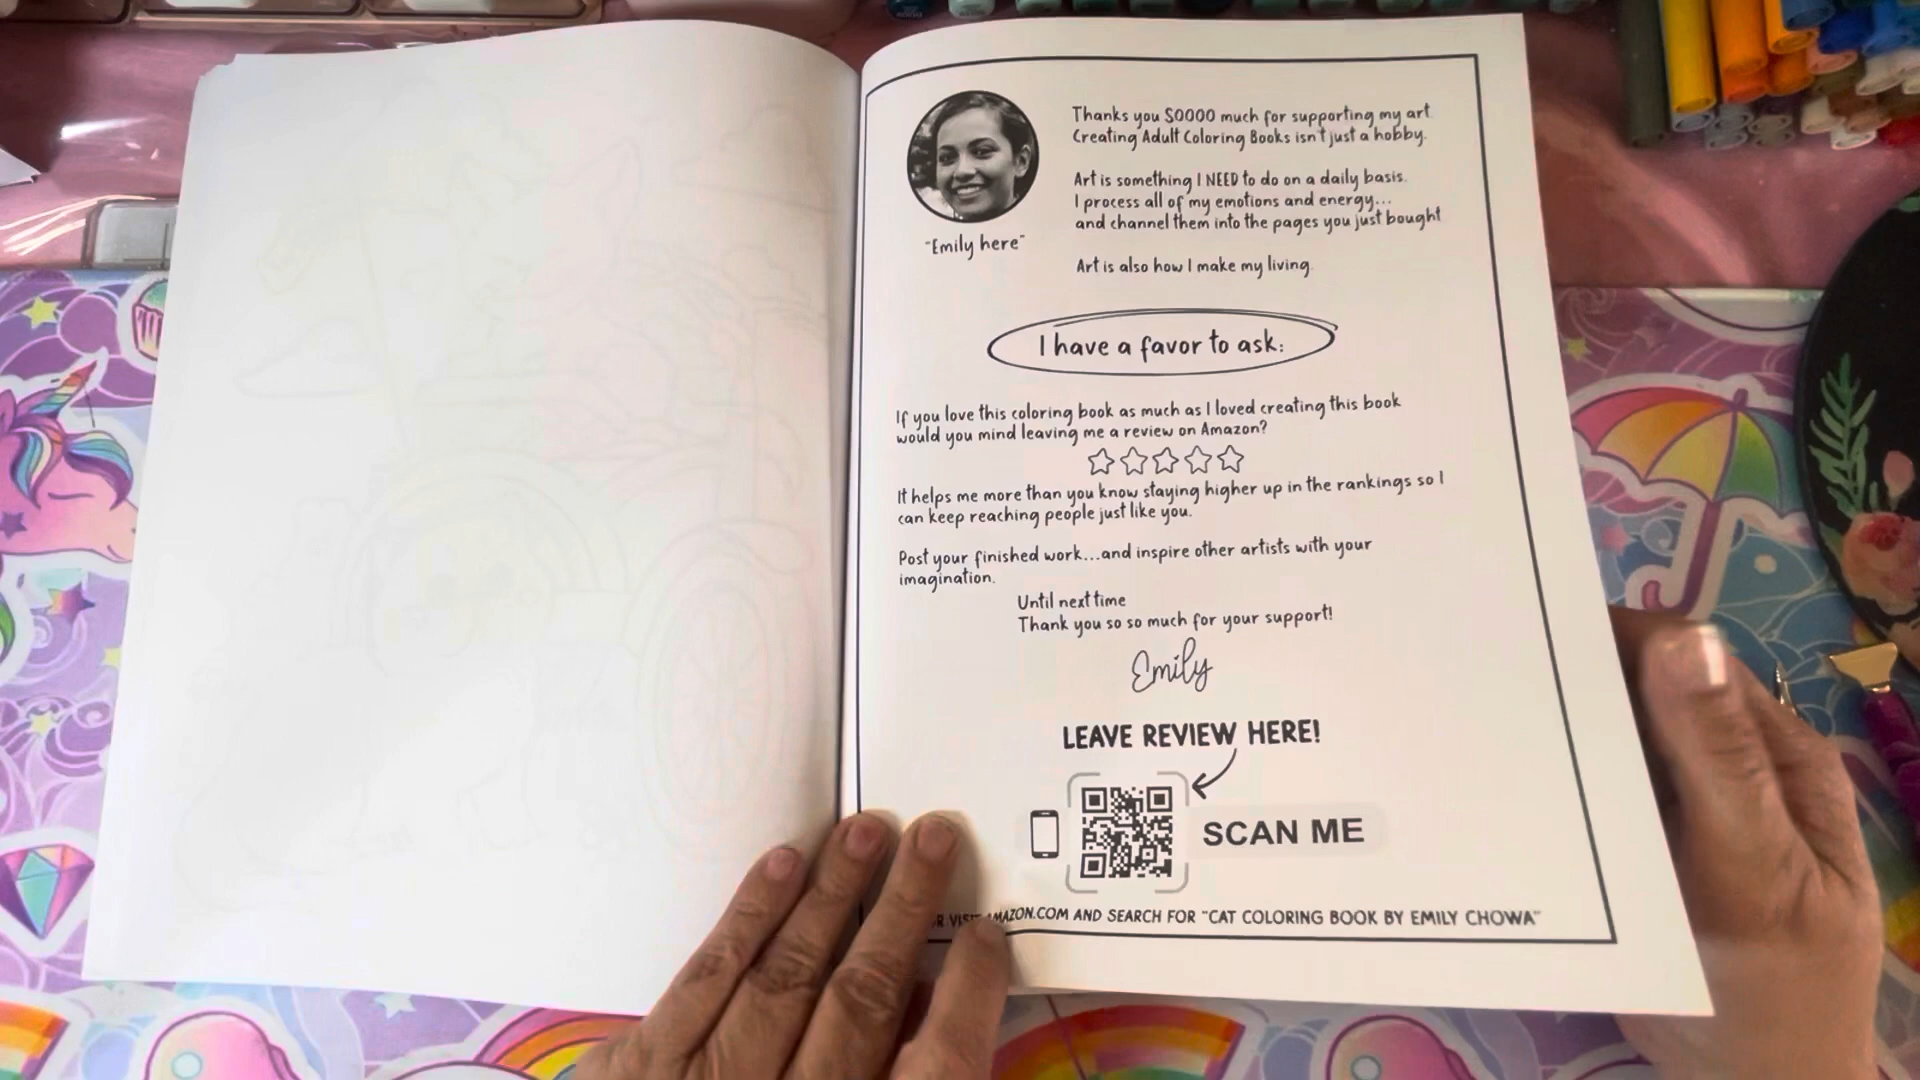 Thanks you SOOOO much for supporting my art.
Creating Adult Coloring Books isn't just a hobby.
Art is something I NEED to do on a daily basis.
I process all of my emotions and energy...
and channel them into the pages you just bought
Art is also how I make my living.
"Emily here"
I have a favor to ask:
If you love this coloring book as much as I loved creating this book
would you mind leaving me a review on Amazon?
It helps me more than you know staying higher up in the rankings so I
can keep reaching people just like you.
Post your finished work...and inspire other artists with your
imagination.
Until next time
Thank you so so much for your support!
Emily
LEAVE REVIEW HERE!
SCAN ME
AMAZON.COM AND SEARCH FOR "CAT COLORING BOOK BY EMILY CHOWA"